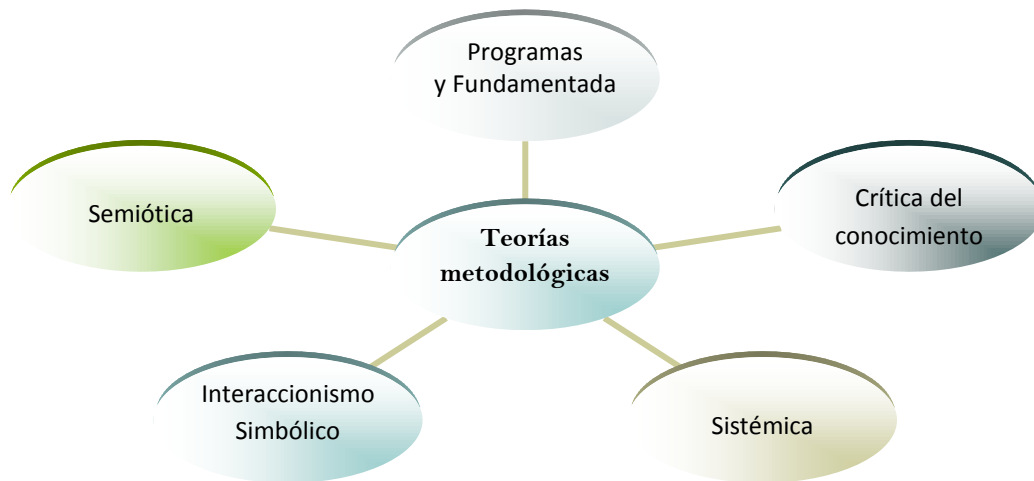 Programas
y Fundamentada
Semiótica
Crítica del
conocimiento
Teorías
metodológicas
Interaccionismo
Simbólico
Sistémica